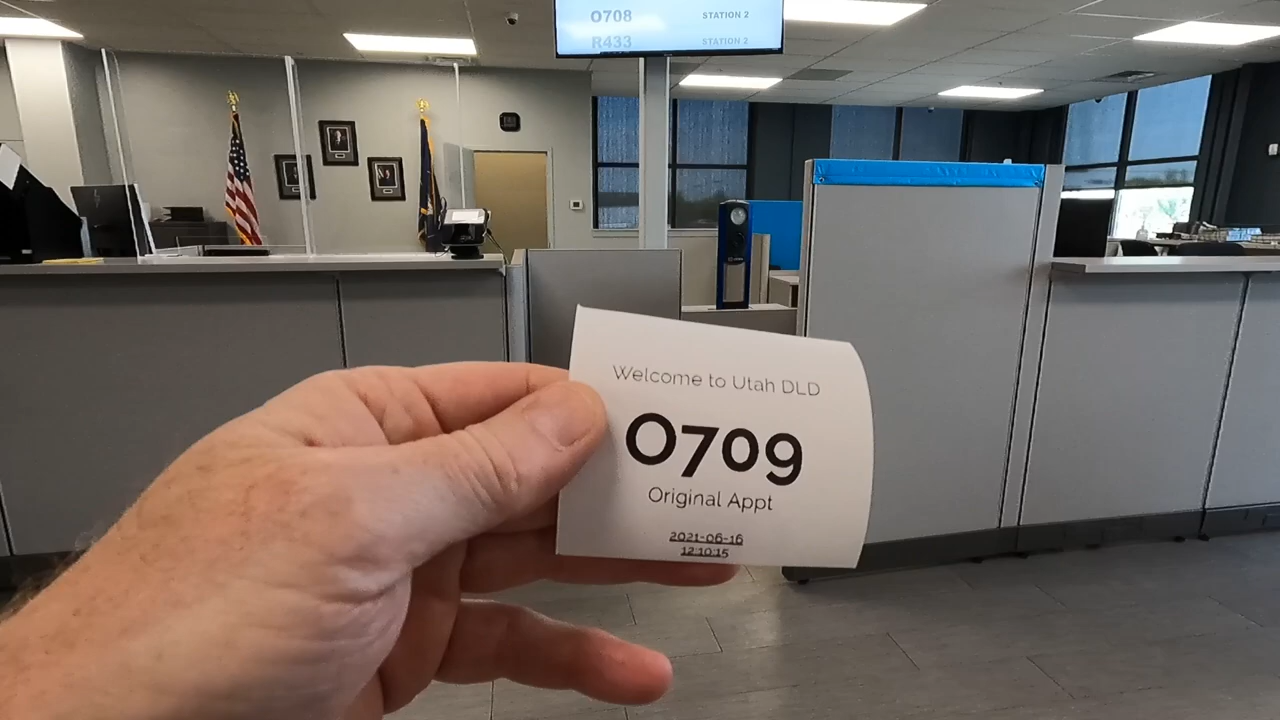 O708 STATION 2
R433 STATION 2
Welcome to Utah DLD
O709
Original Appt
2021-06-16
12:10:15